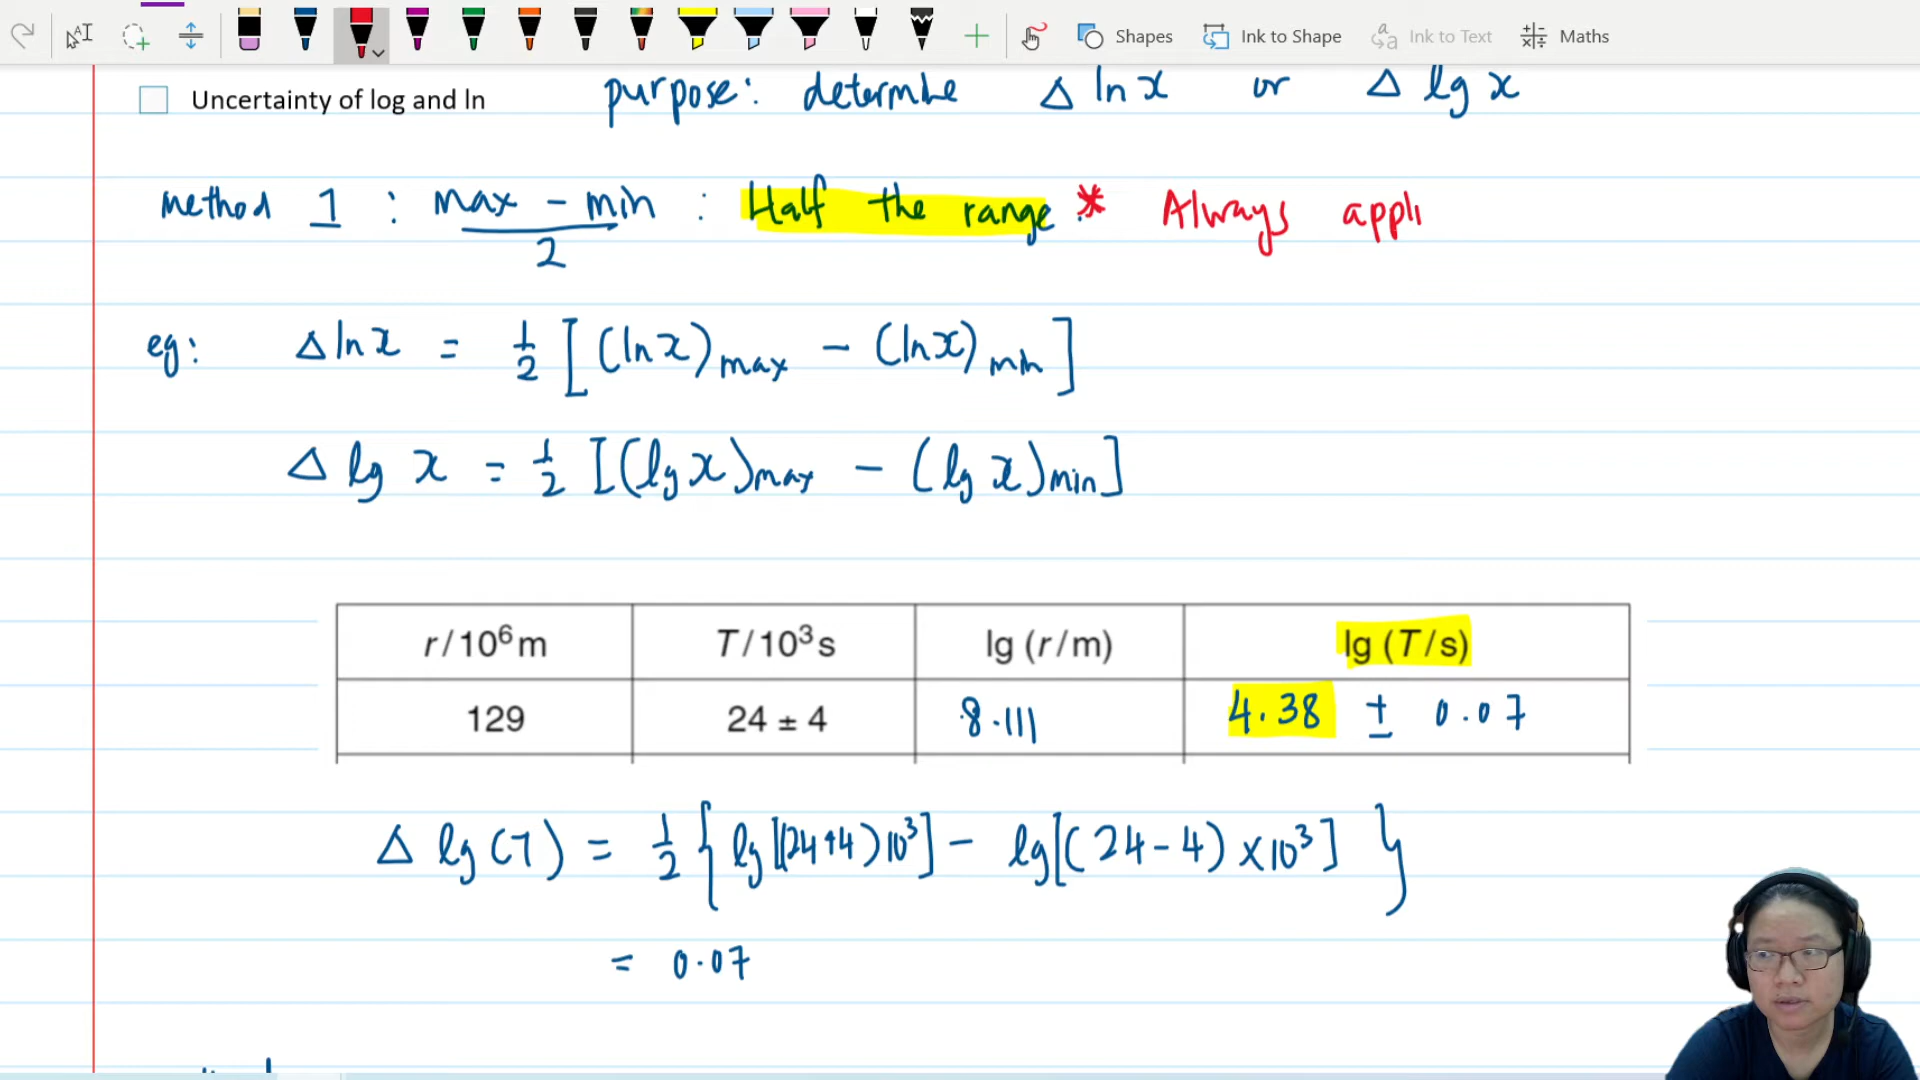 Shapes Ink to Shape Ink to Text Maths
Uncertainty of log and ln purpose: determine Δ ln x or Δ lg x
method 1 : max - min / 2 : Half the range * Always appl
eg: Δ ln x = 1/2 [(ln x)max - (ln x)min]
Δ lg x = 1/2 [(lg x)max - (lg x)min]
r/10⁶ m T/10³ s lg (r/m) lg (T/s)
129 24 ± 4 8.111 4.38 ± 0.07
Δ lg (T) = 1/2 { lg [(24+4)10³] - lg [(24-4)×10³] }
= 0.07